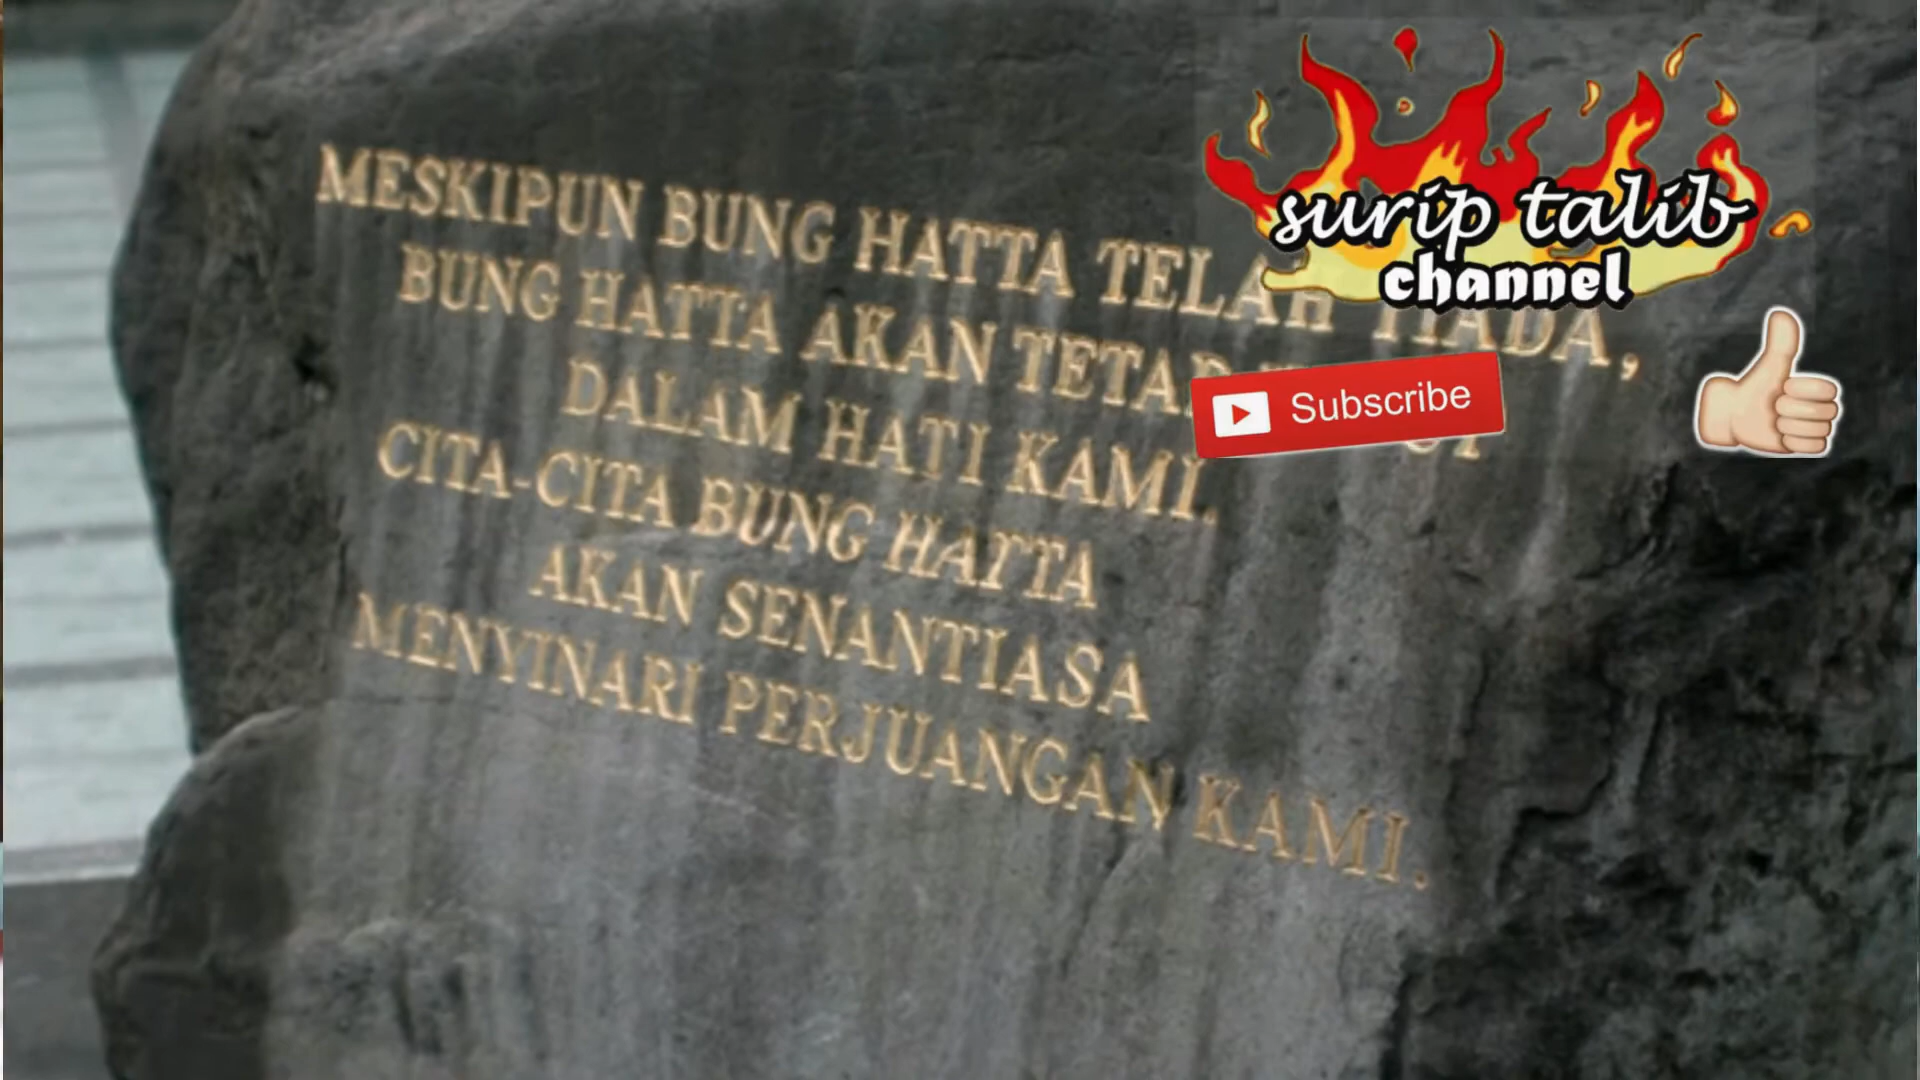 MESKIPUN BUNG HATTA TELAH TIADA,
BUNG HATTA AKAN TETAP
DALAM HATI KAMI.
CITA-CITA BUNG HATTA
AKAN SENANTIASA
MENYINARI PERJUANGAN KAMI.
surip talib
channel
Subscribe